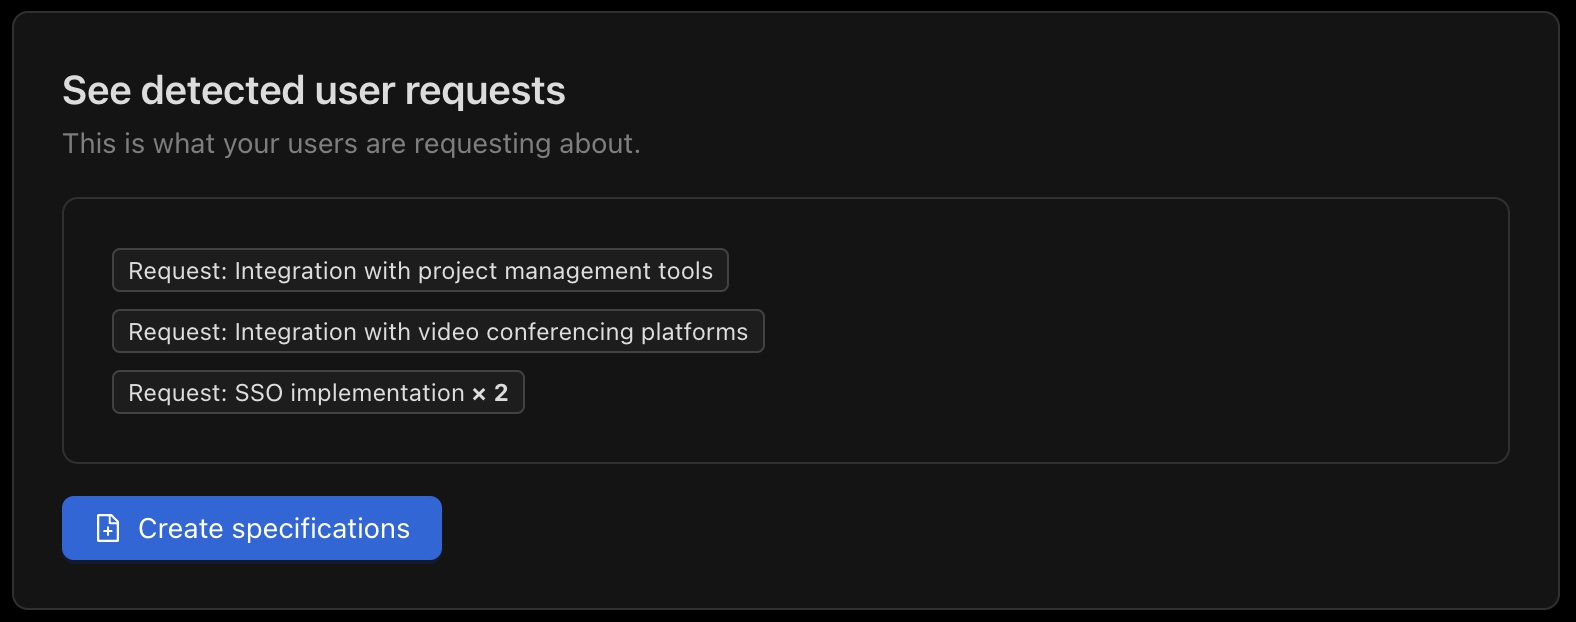 See detected user requests
This is what your users are requesting about.
Request: Integration with project management tools
Request: Integration with video conferencing platforms
Request: SSO implementation × 2
Create specifications